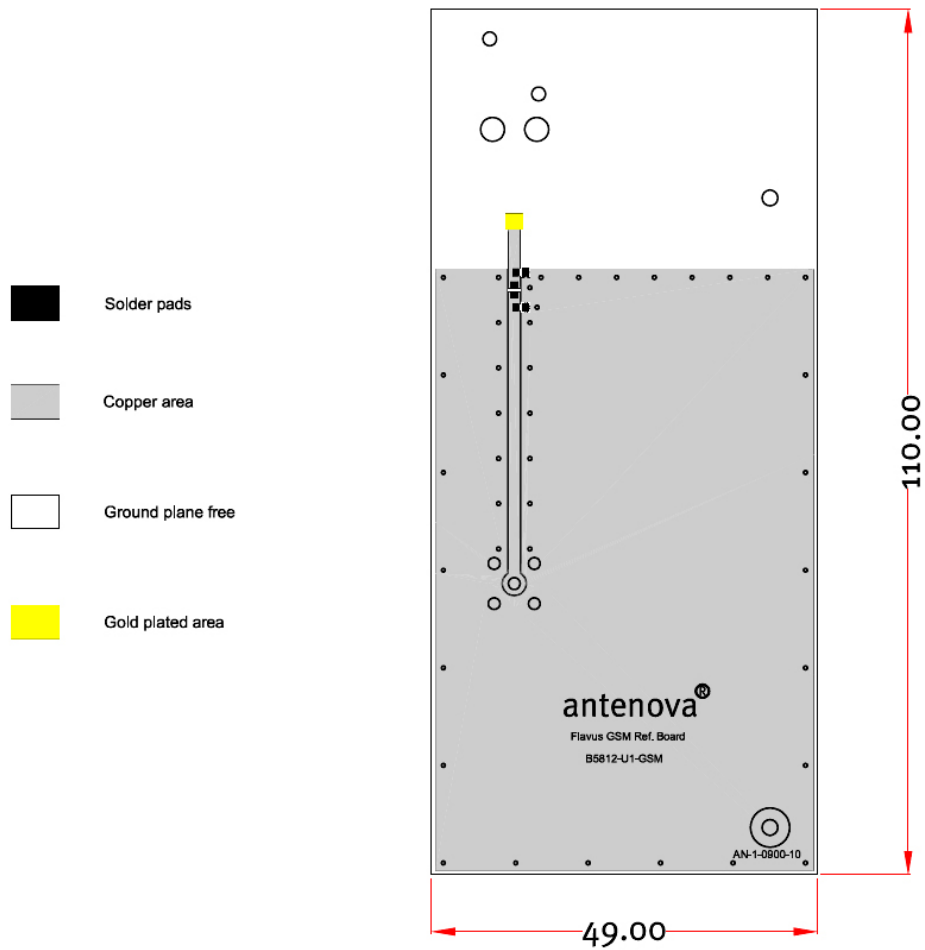 Solder pads
Copper area
Ground plane free
Gold plated area
antenova®
Flavus GSM Ref. Board
B5812-U1-GSM
AN-1-0900-10
110.00
49.00